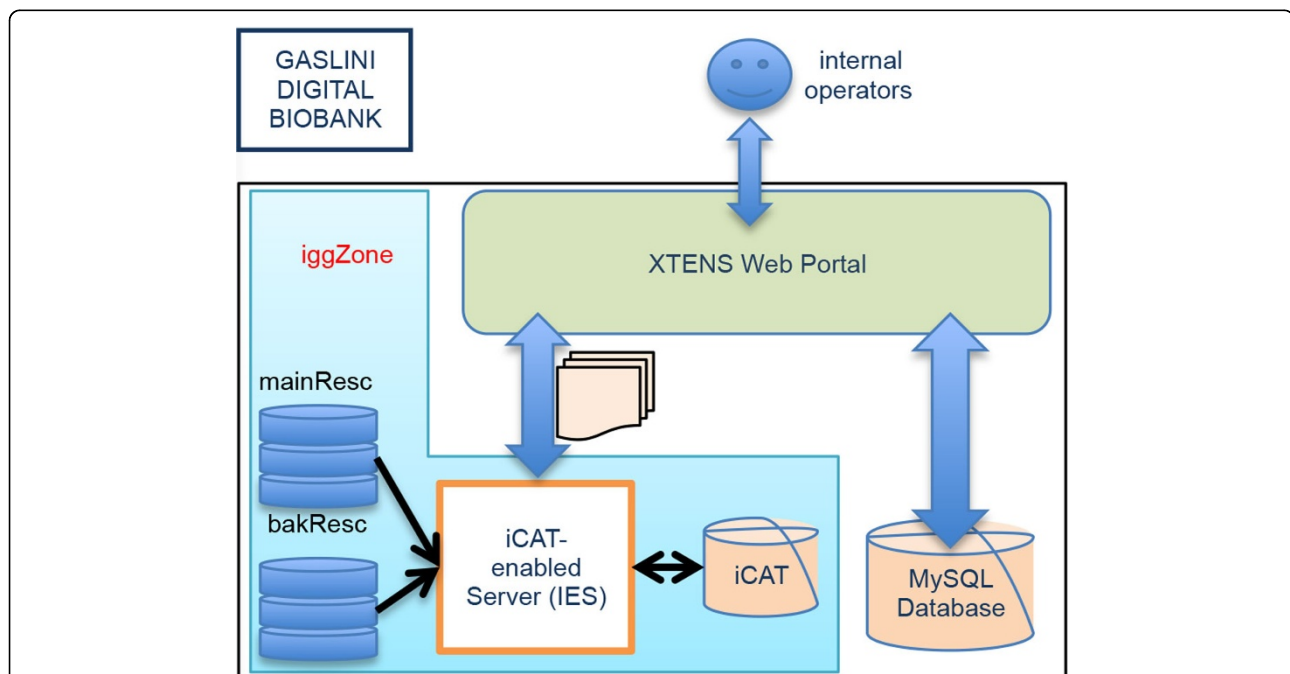 GASLINI
DIGITAL
BIOBANK
internal
operators
iggZone
XTENS Web Portal
mainResc
bakResc
iCAT-
enabled
Server (IES)
iCAT
MySQL
Database